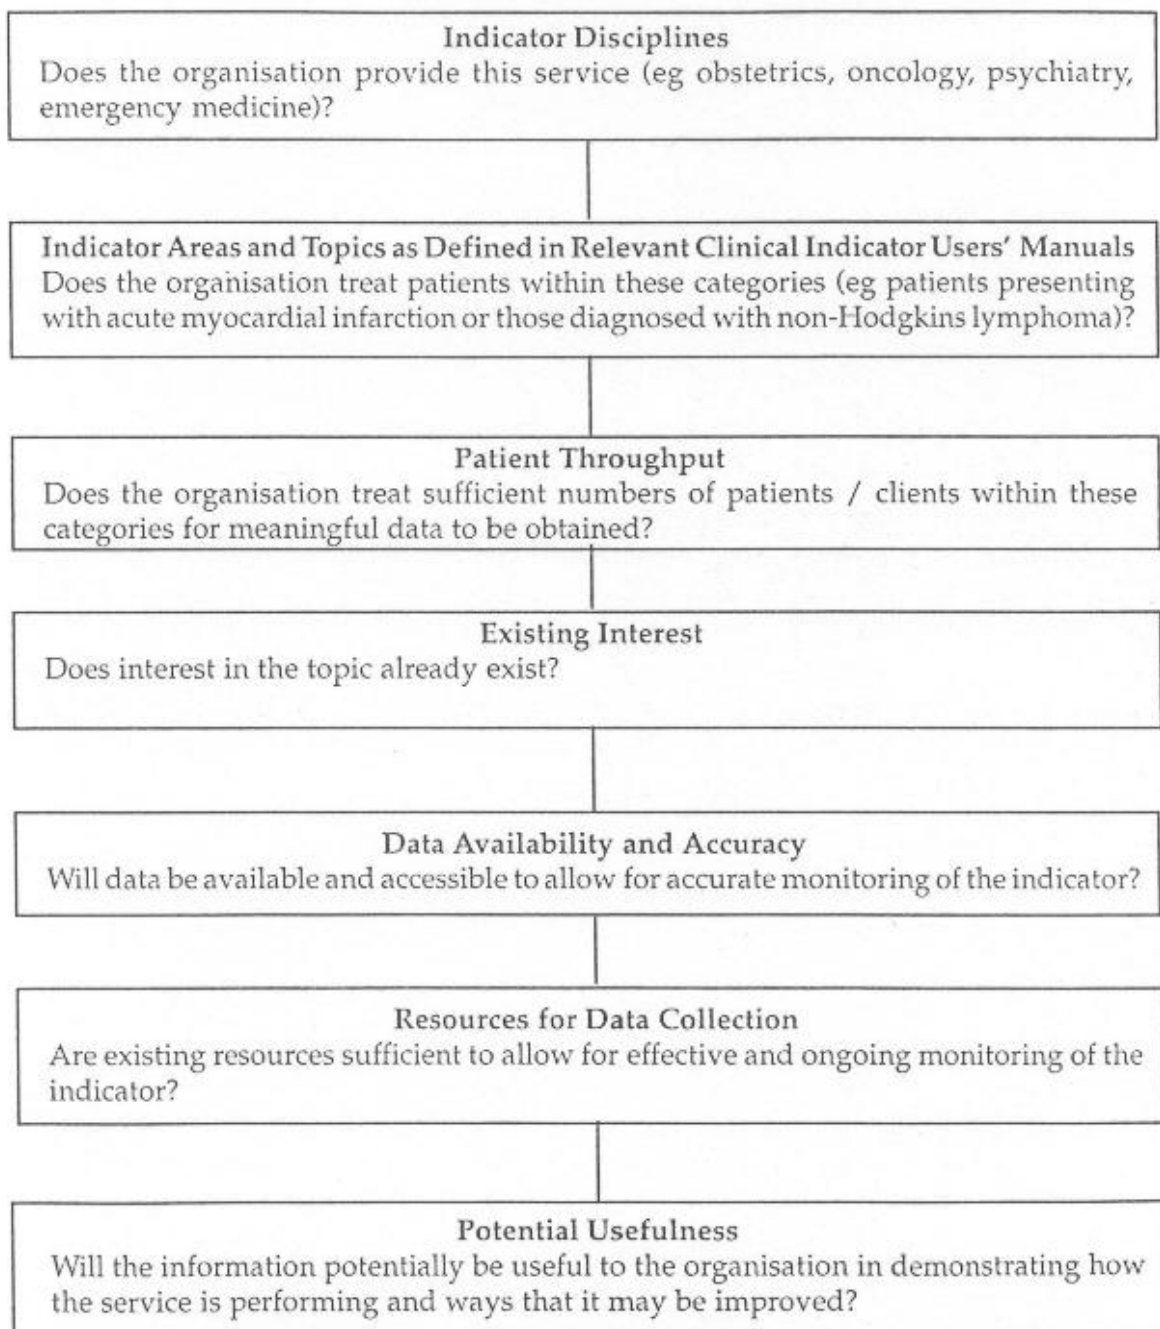 Indicator Disciplines
Does the organisation provide this service (eg obstetrics, oncology, psychiatry,
emergency medicine)?
Indicator Areas and Topics as Defined in Relevant Clinical Indicator Users' Manuals
Does the organisation treat patients within these categories (eg patients presenting
with acute myocardial infarction or those diagnosed with non-Hodgkins lymphoma)?
Patient Throughput
Does the organisation treat sufficient numbers of patients / clients within these
categories for meaningful data to be obtained?
Existing Interest
Does interest in the topic already exist?
Data Availability and Accuracy
Will data be available and accessible to allow for accurate monitoring of the indicator?
Resources for Data Collection
Are existing resources sufficient to allow for effective and ongoing monitoring of the
indicator?
Potential Usefulness
Will the information potentially be useful to the organisation in demonstrating how
the service is performing and ways that it may be improved?